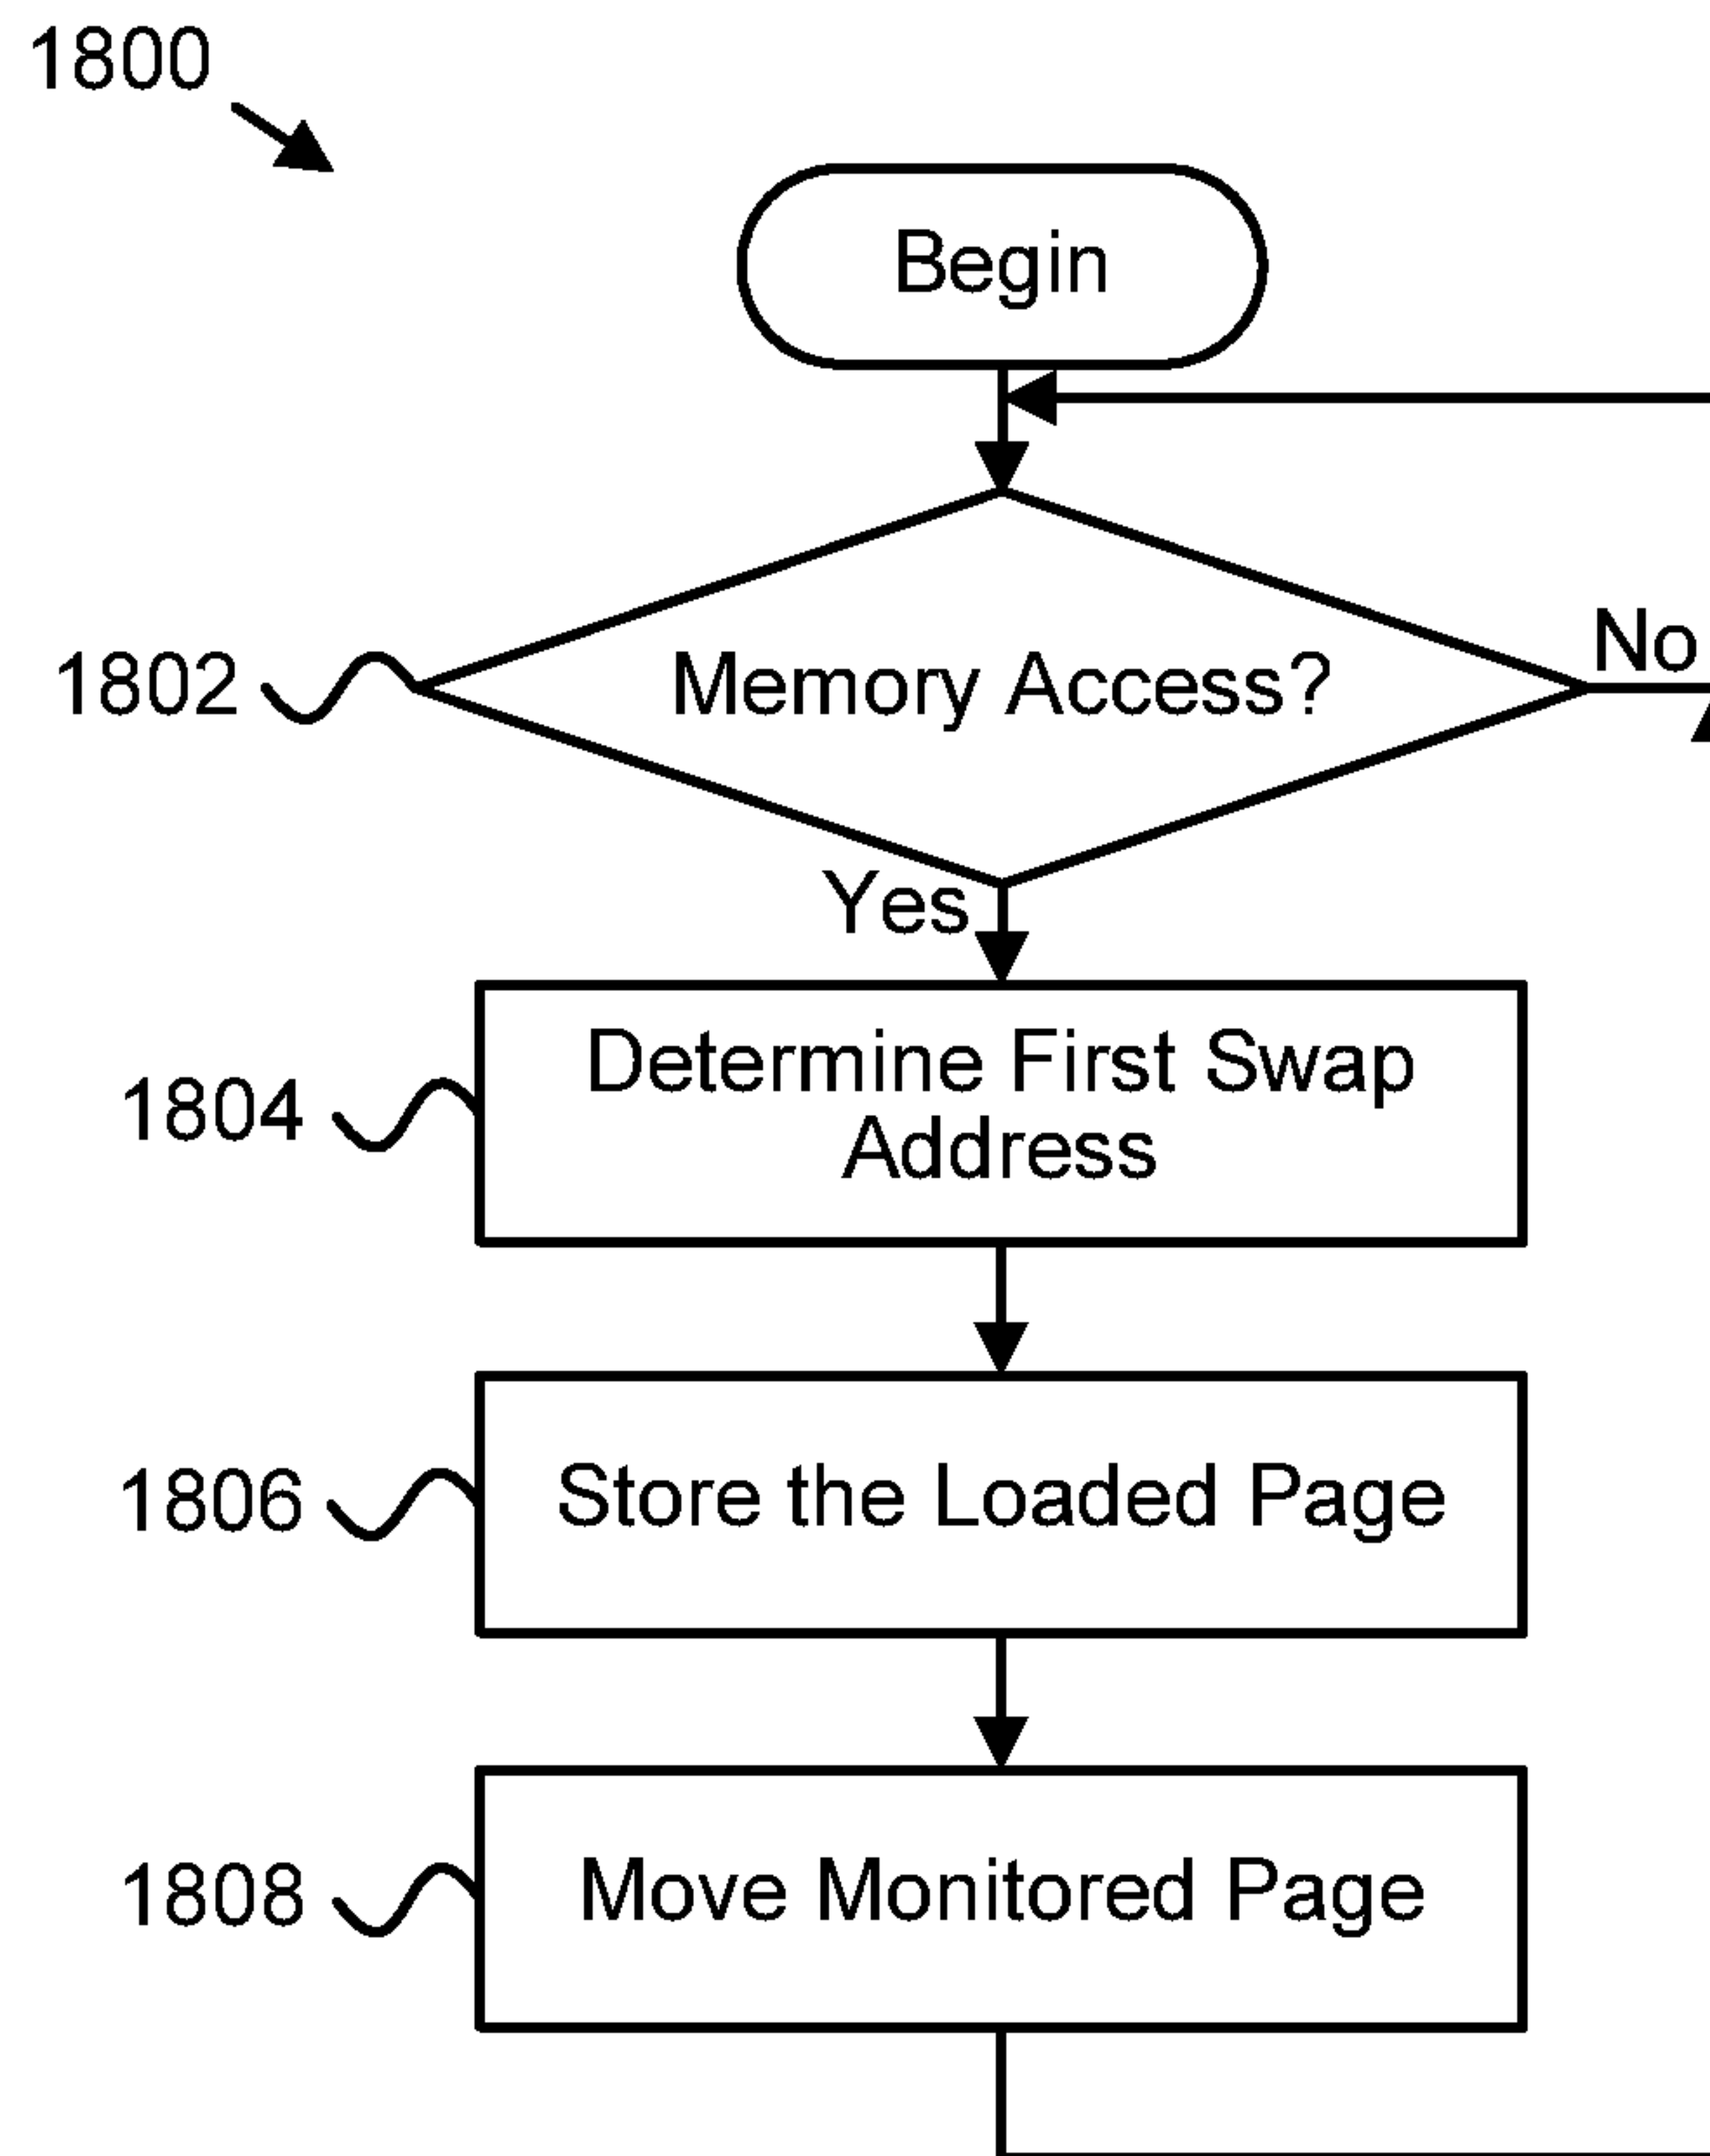 1800
Begin
1802
Memory Access?
No
Yes
1804
Determine First Swap
Address
1806
Store the Loaded Page
1808
Move Monitored Page